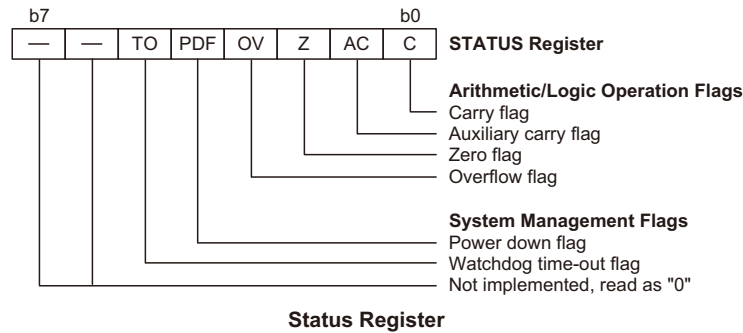 b7 b0
— — TO PDF OV Z AC C STATUS Register
Arithmetic/Logic Operation Flags
Carry flag
Auxiliary carry flag
Zero flag
Overflow flag
System Management Flags
Power down flag
Watchdog time-out flag
Not implemented, read as "0"
Status Register